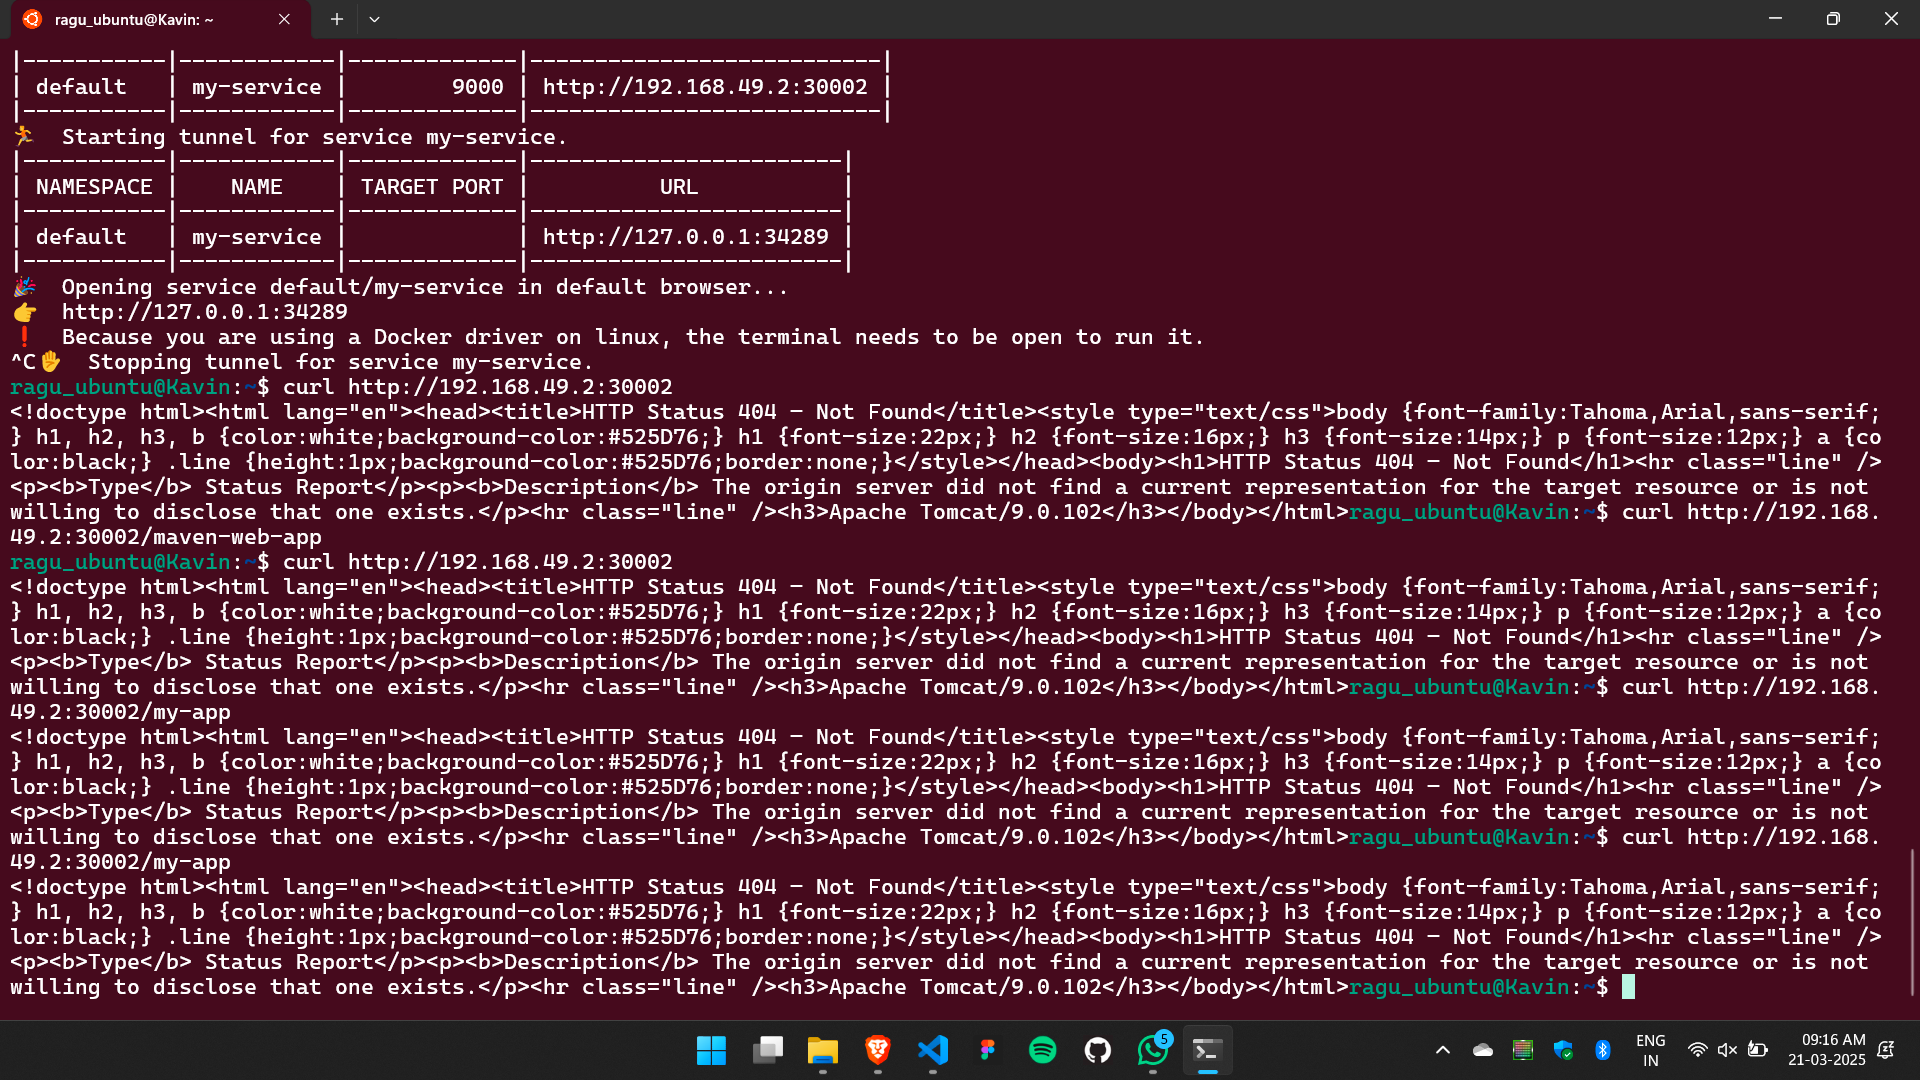 ragu_ubuntu@Kavin: ~
|-----------|------------|-------------|---------------------------|
| default   | my-service |        9000 | http://192.168.49.2:30002 |
|-----------|------------|-------------|---------------------------|
🏃  Starting tunnel for service my-service.
|-----------|------------|-------------|------------------------|
| NAMESPACE |    NAME    | TARGET PORT |          URL           |
|-----------|------------|-------------|------------------------|
| default   | my-service |             | http://127.0.0.1:34289 |
|-----------|------------|-------------|------------------------|
🎉  Opening service default/my-service in default browser...
👉  http://127.0.0.1:34289
❗  Because you are using a Docker driver on linux, the terminal needs to be open to run it.
^C✋  Stopping tunnel for service my-service.
ragu_ubuntu@Kavin:~$ curl http://192.168.49.2:30002
<!doctype html><html lang="en"><head><title>HTTP Status 404 – Not Found</title><style type="text/css">body {font-family:Tahoma,Arial,sans-serif;
} h1, h2, h3, b {color:white;background-color:#525D76;} h1 {font-size:22px;} h2 {font-size:16px;} h3 {font-size:14px;} p {font-size:12px;} a {co
lor:black;} .line {height:1px;background-color:#525D76;border:none;}</style></head><body><h1>HTTP Status 404 – Not Found</h1><hr class="line" />
<p><b>Type</b> Status Report</p><p><b>Description</b> The origin server did not find a current representation for the target resource or is not
willing to disclose that one exists.</p><hr class="line" /><h3>Apache Tomcat/9.0.102</h3></body></html>ragu_ubuntu@Kavin:~$ curl http://192.168.
49.2:30002/maven-web-app
ragu_ubuntu@Kavin:~$ curl http://192.168.49.2:30002
<!doctype html><html lang="en"><head><title>HTTP Status 404 – Not Found</title><style type="text/css">body {font-family:Tahoma,Arial,sans-serif;
} h1, h2, h3, b {color:white;background-color:#525D76;} h1 {font-size:22px;} h2 {font-size:16px;} h3 {font-size:14px;} p {font-size:12px;} a {co
lor:black;} .line {height:1px;background-color:#525D76;border:none;}</style></head><body><h1>HTTP Status 404 – Not Found</h1><hr class="line" />
<p><b>Type</b> Status Report</p><p><b>Description</b> The origin server did not find a current representation for the target resource or is not
willing to disclose that one exists.</p><hr class="line" /><h3>Apache Tomcat/9.0.102</h3></body></html>ragu_ubuntu@Kavin:~$ curl http://192.168.
49.2:30002/my-app
<!doctype html><html lang="en"><head><title>HTTP Status 404 – Not Found</title><style type="text/css">body {font-family:Tahoma,Arial,sans-serif;
} h1, h2, h3, b {color:white;background-color:#525D76;} h1 {font-size:22px;} h2 {font-size:16px;} h3 {font-size:14px;} p {font-size:12px;} a {co
lor:black;} .line {height:1px;background-color:#525D76;border:none;}</style></head><body><h1>HTTP Status 404 – Not Found</h1><hr class="line" />
<p><b>Type</b> Status Report</p><p><b>Description</b> The origin server did not find a current representation for the target resource or is not
willing to disclose that one exists.</p><hr class="line" /><h3>Apache Tomcat/9.0.102</h3></body></html>ragu_ubuntu@Kavin:~$ curl http://192.168.
49.2:30002/my-app
<!doctype html><html lang="en"><head><title>HTTP Status 404 – Not Found</title><style type="text/css">body {font-family:Tahoma,Arial,sans-serif;
} h1, h2, h3, b {color:white;background-color:#525D76;} h1 {font-size:22px;} h2 {font-size:16px;} h3 {font-size:14px;} p {font-size:12px;} a {co
lor:black;} .line {height:1px;background-color:#525D76;border:none;}</style></head><body><h1>HTTP Status 404 – Not Found</h1><hr class="line" />
<p><b>Type</b> Status Report</p><p><b>Description</b> The origin server did not find a current representation for the target resource or is not
willing to disclose that one exists.</p><hr class="line" /><h3>Apache Tomcat/9.0.102</h3></body></html>ragu_ubuntu@Kavin:~$
5
ENG
IN
09:16 AM
21-03-2025